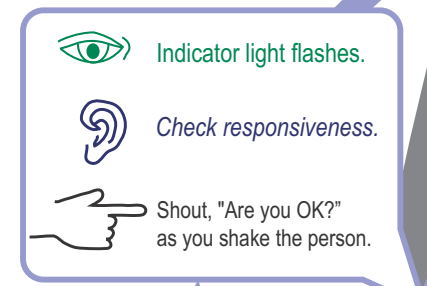 Indicator light flashes.
Check responsiveness.
Shout, "Are you OK?”
as you shake the person.